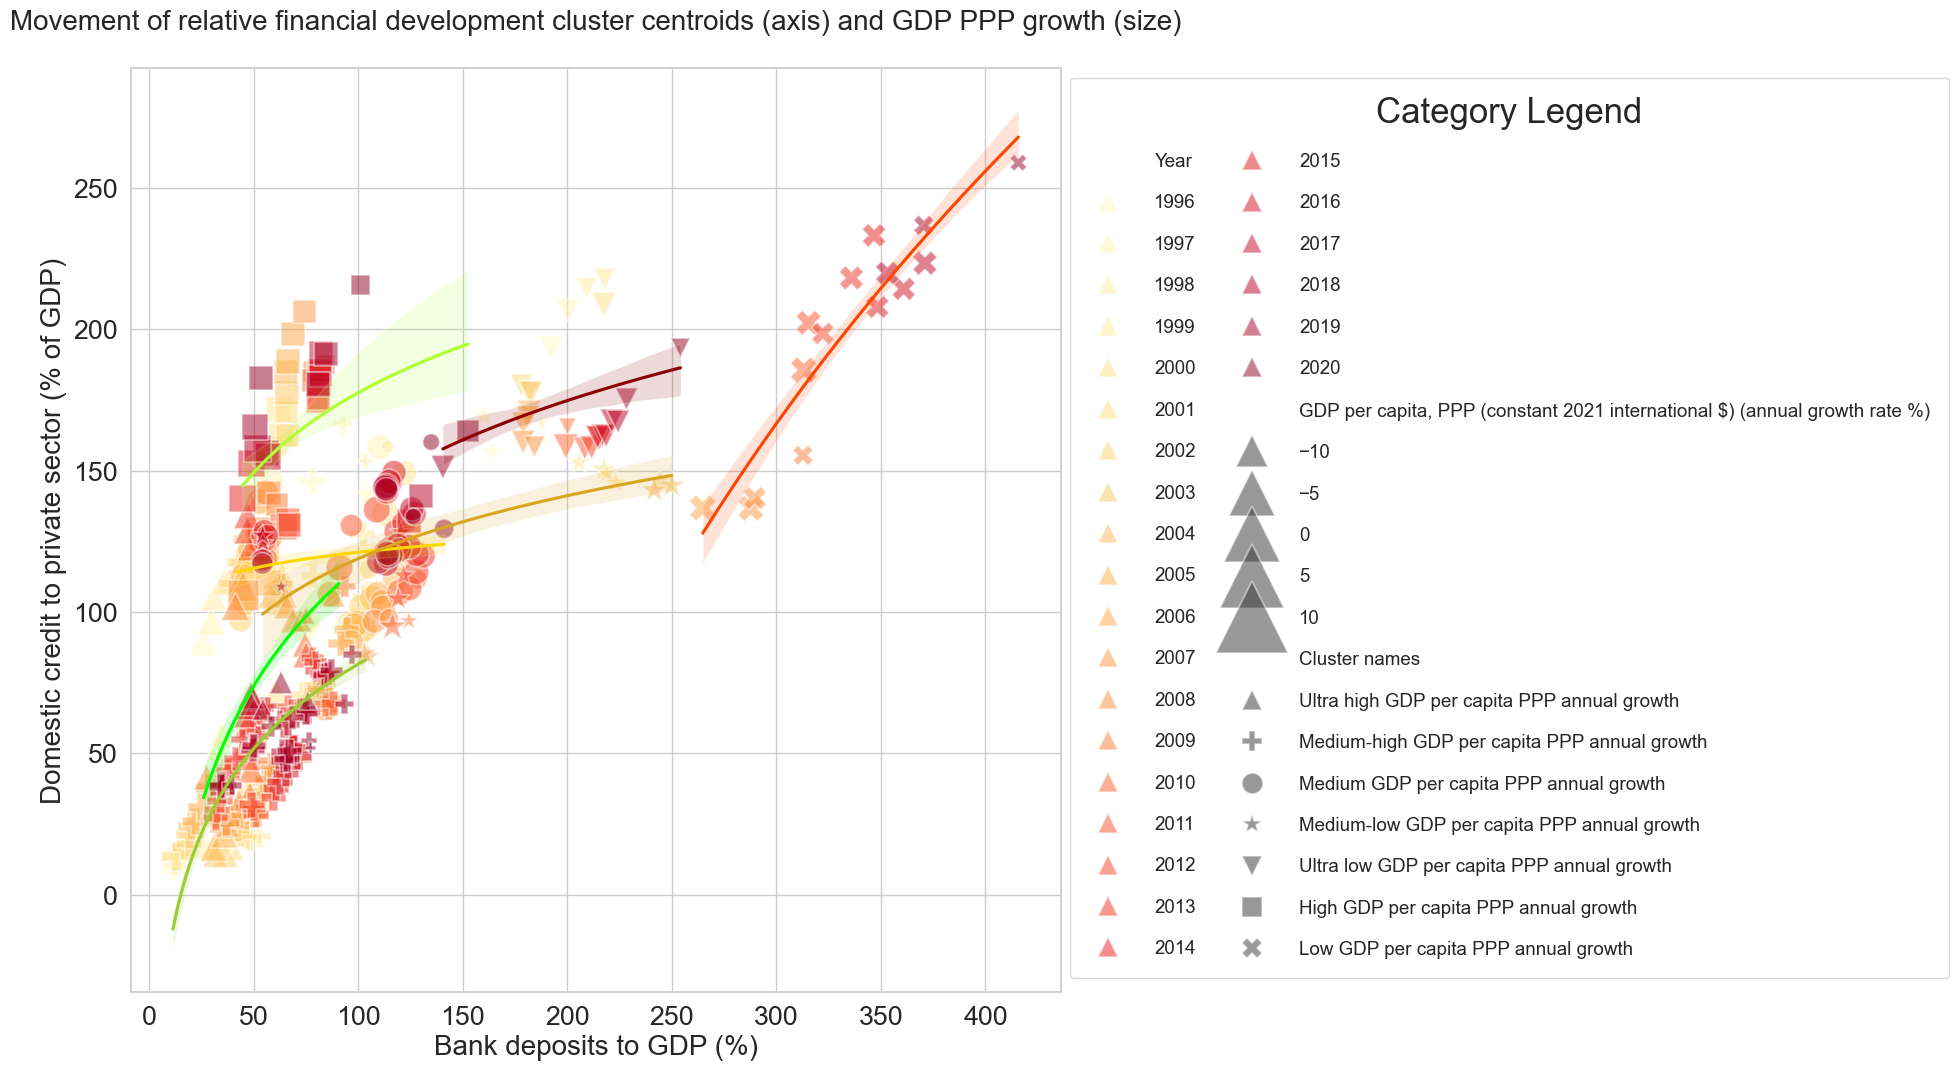 Movement of relative financial development cluster centroids (axis) and GDP PPP growth (size)
Domestic credit to private sector (% of GDP)
250
200
150
100
50
0
0 50 100 150 200 250 300 350 400
Bank deposits to GDP (%)
Category Legend
Year
1996
1997
1998
1999
2000
2001
2002
2003
2004
2005
2006
2007
2008
2009
2010
2011
2012
2013
2014
2015
2016
2017
2018
2019
2020
GDP per capita, PPP (constant 2021 international $) (annual growth rate %)
−10
−5
0
5
10
Cluster names
Ultra high GDP per capita PPP annual growth
Medium-high GDP per capita PPP annual growth
Medium GDP per capita PPP annual growth
Medium-low GDP per capita PPP annual growth
Ultra low GDP per capita PPP annual growth
High GDP per capita PPP annual growth
Low GDP per capita PPP annual growth